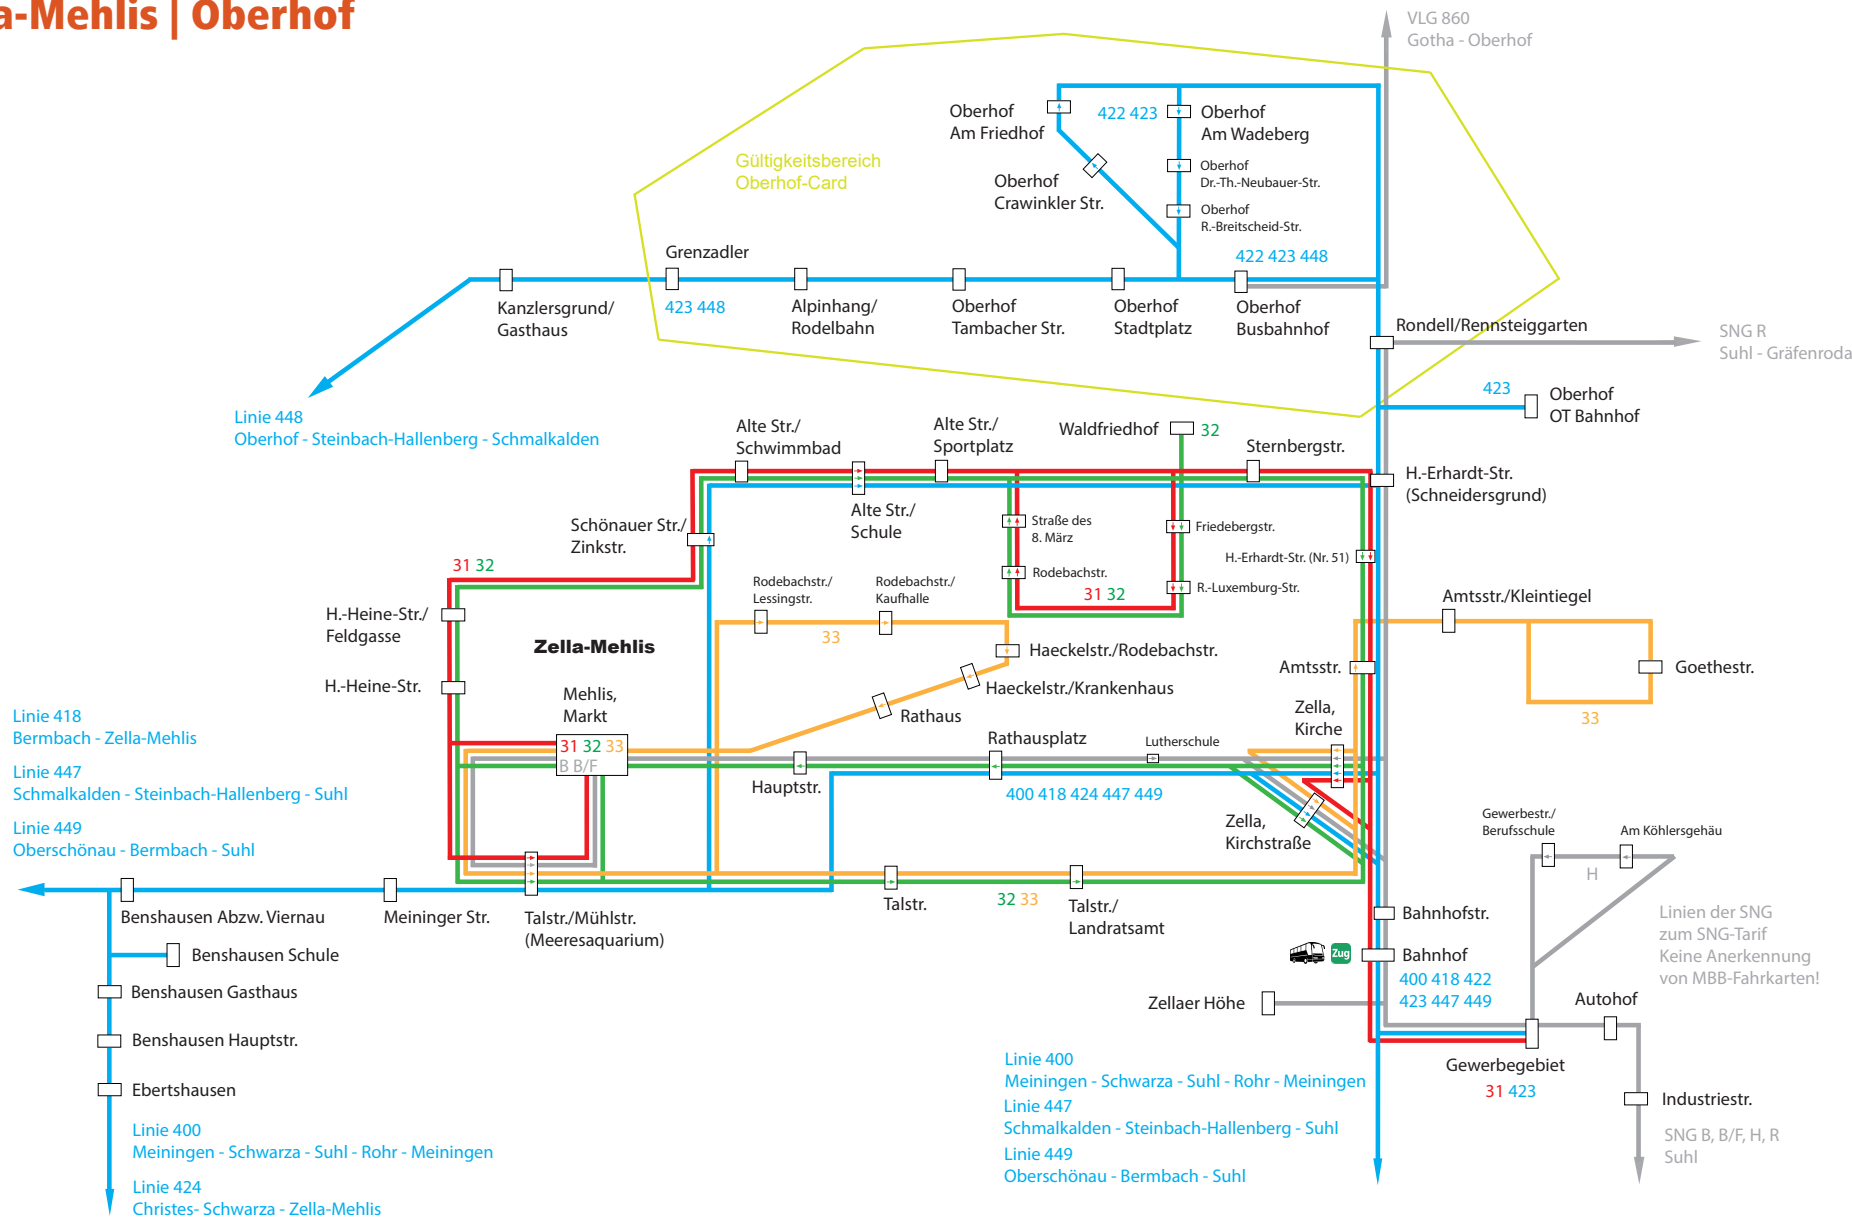 a-Mehlis | Oberhof
VLG 860
Gotha - Oberhof
Oberhof
Am Friedhof
422 423
Oberhof
Am Wadeberg
Gültigkeitsbereich
Oberhof-Card
Oberhof
Dr.-Th.-Neubauer-Str.
Oberhof
Crawinkler Str.
Oberhof
R.-Breitscheid-Str.
Grenzadler
422 423 448
Kanzlersgrund/
Gasthaus
423 448
Alpinhang/
Rodelbahn
Oberhof
Tambacher Str.
Oberhof
Stadtplatz
Oberhof
Busbahnhof
Rondell/Rennsteiggarten
SNG R
Suhl - Gräfenroda
423
Oberhof
OT Bahnhof
Linie 448
Oberhof - Steinbach-Hallenberg - Schmalkalden
Alte Str./
Schwimmbad
Alte Str./
Sportplatz
Waldfriedhof
32
Sternbergstr.
H.-Erhardt-Str.
(Schneidersgrund)
Schönauer Str./
Zinkstr.
Alte Str./
Schule
Straße des
8. März
Friedebergstr.
H.-Erhardt-Str. (Nr. 51)
31 32
Rodebachstr./
Lessingstr.
Rodebachstr./
Kaufhalle
Rodebachstr.
31 32
R.-Luxemburg-Str.
Amtsstr./Kleintiegel
H.-Heine-Str./
Feldgasse
33
Zella-Mehlis
Haeckelstr./Rodebachstr.
Amtsstr.
Goethestr.
H.-Heine-Str.
Mehlis,
Markt
Haeckelstr./Krankenhaus
Rathaus
Zella,
Kirche
33
Linie 418
Bermbach - Zella-Mehlis
31 32 33
B B/F
Rathausplatz
Lutherschule
Linie 447
Schmalkalden - Steinbach-Hallenberg - Suhl
Hauptstr.
400 418 424 447 449
Linie 449
Oberschönau - Bermbach - Suhl
Zella,
Kirchstraße
Gewerbestr./
Berufsschule
Am Köhlersgehäu
H
Benshausen Abzw. Viernau
Meininger Str.
Talstr./Mühlstr.
(Meeresaquarium)
Talstr.
32 33
Talstr./
Landratsamt
Bahnhofstr.
Linien der SNG
zum SNG-Tarif
Keine Anerkennung
von MBB-Fahrkarten!
Benshausen Schule
Zug
Bahnhof
400 418 422
423 447 449
Benshausen Gasthaus
Zellaer Höhe
Autohof
Benshausen Hauptstr.
Gewerbegebiet
31 423
Ebertshausen
Linie 400
Meiningen - Schwarza - Suhl - Rohr - Meiningen
Linie 447
Schmalkalden - Steinbach-Hallenberg - Suhl
Linie 449
Oberschönau - Bermbach - Suhl
Industriestr.
SNG B, B/F, H, R
Suhl
Linie 400
Meiningen - Schwarza - Suhl - Rohr - Meiningen
Linie 424
Christes- Schwarza - Zella-Mehlis